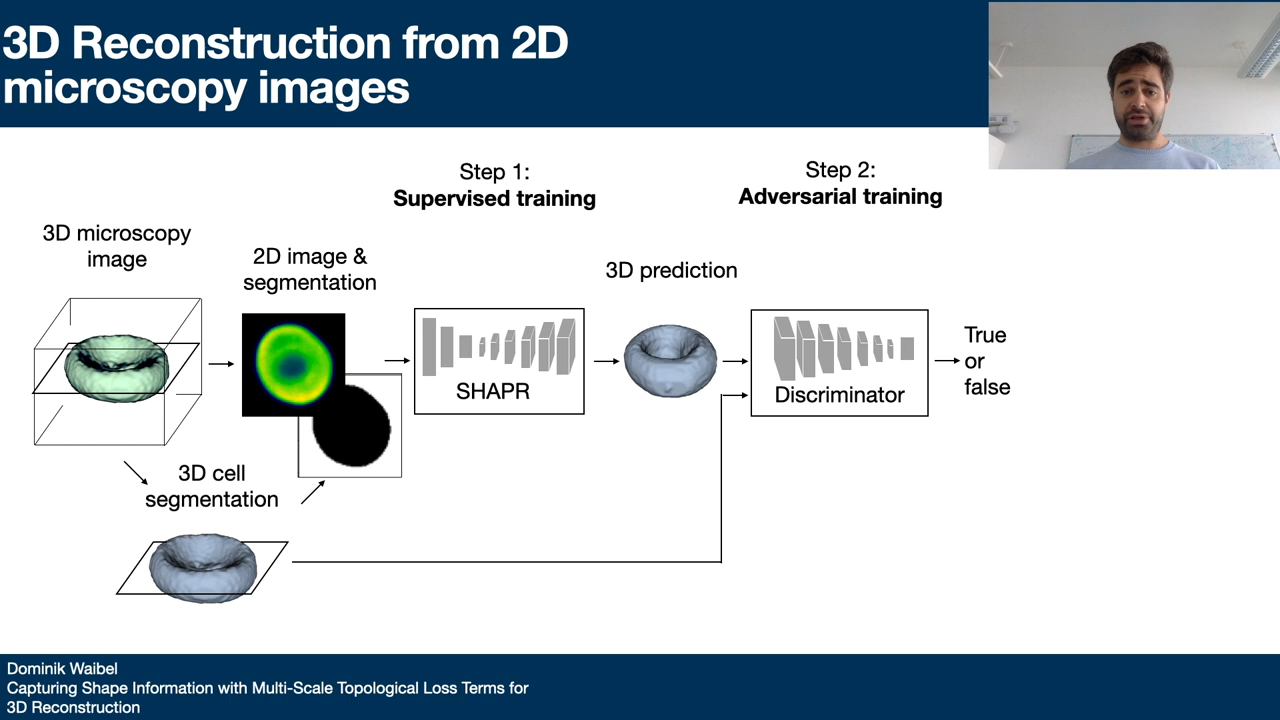 3D Reconstruction from 2D
microscopy images
Step 1:
Supervised training
Step 2:
Adversarial training
3D microscopy
image
2D image &
segmentation
3D prediction
SHAPR
Discriminator
True
or
false
3D cell
segmentation
Dominik Waibel
Capturing Shape Information with Multi-Scale Topological Loss Terms for
3D Reconstruction